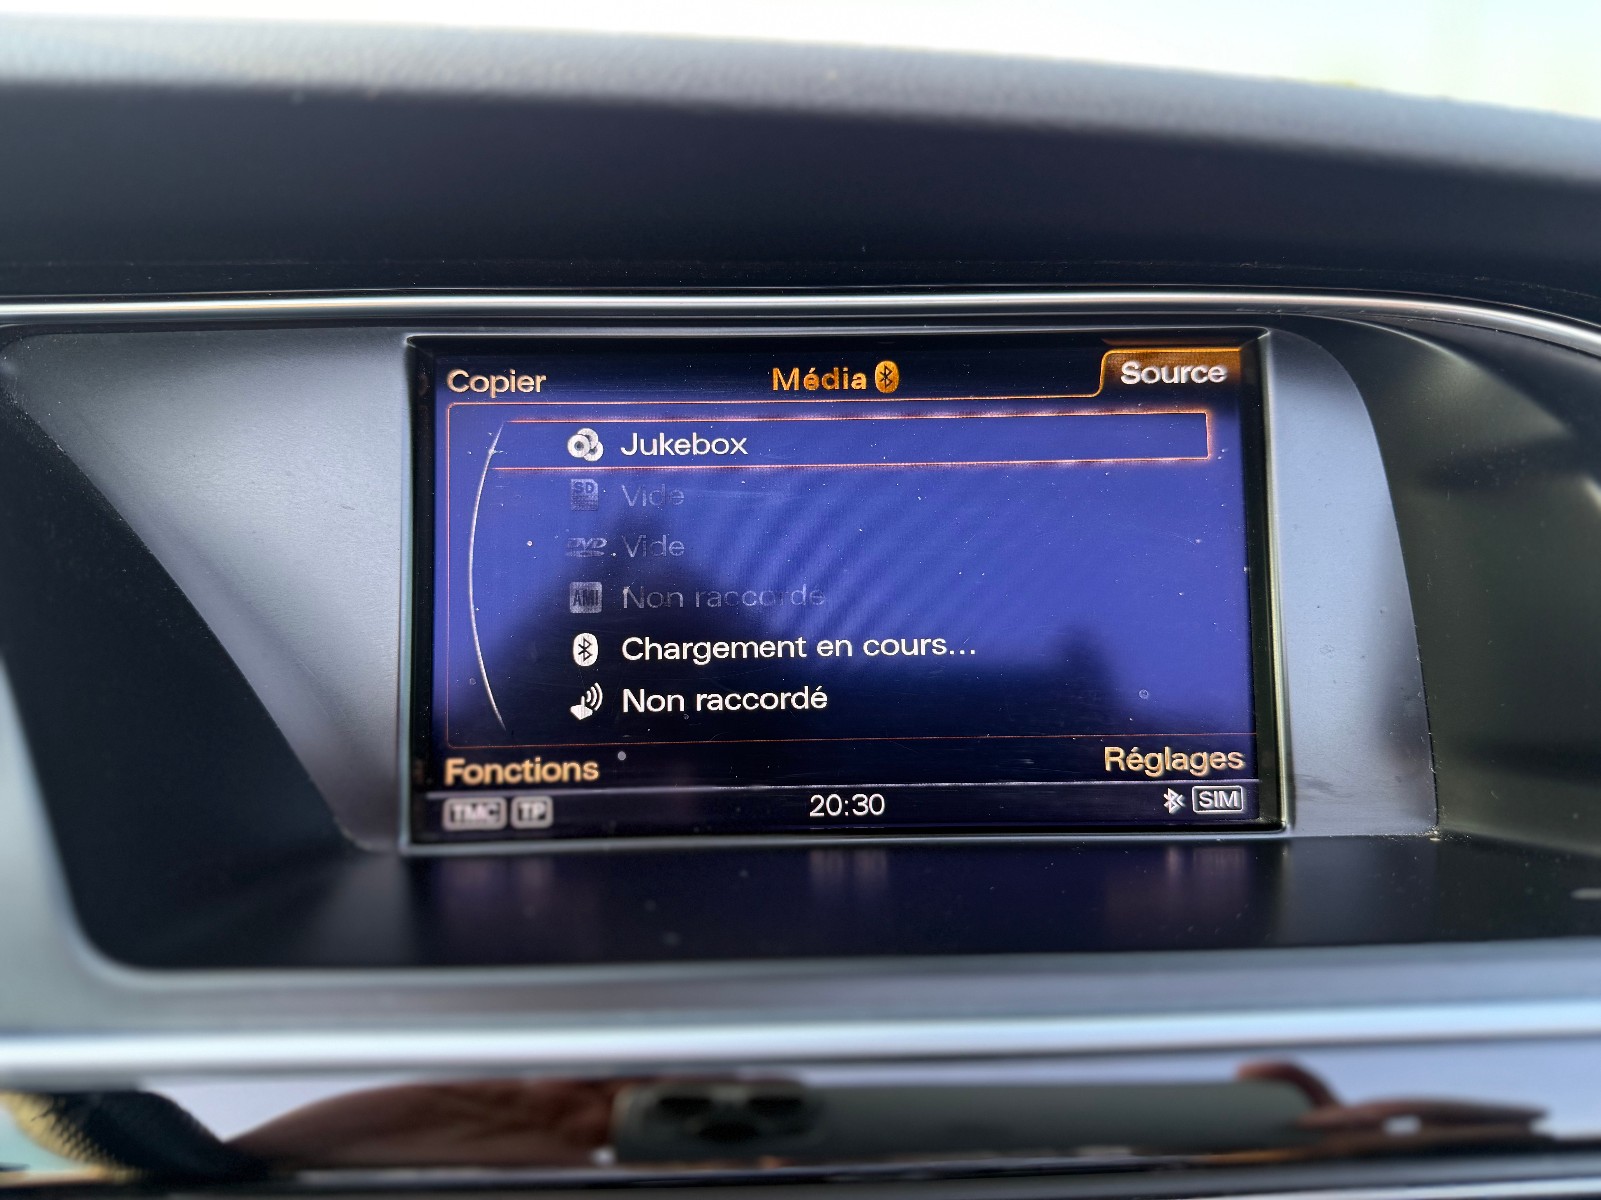 Copier Média Source
Jukebox
SD Vide
DVD Vide
AMI Non raccordé
Chargement en cours...
Non raccordé
Fonctions Réglages
TMC TP 20:30 SIM